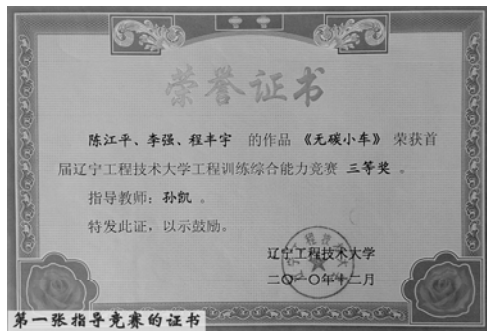 荣誉证书
陈江平、李强、程丰宇 的作品 《无碳小车》 荣获首
届辽宁工程技术大学工程训练综合能力竞赛 三等奖 。
指导教师：孙凯 。
特发此证，以示鼓励。
辽宁工程技术大学
二〇一〇年十二月
第一张指导竞赛的证书